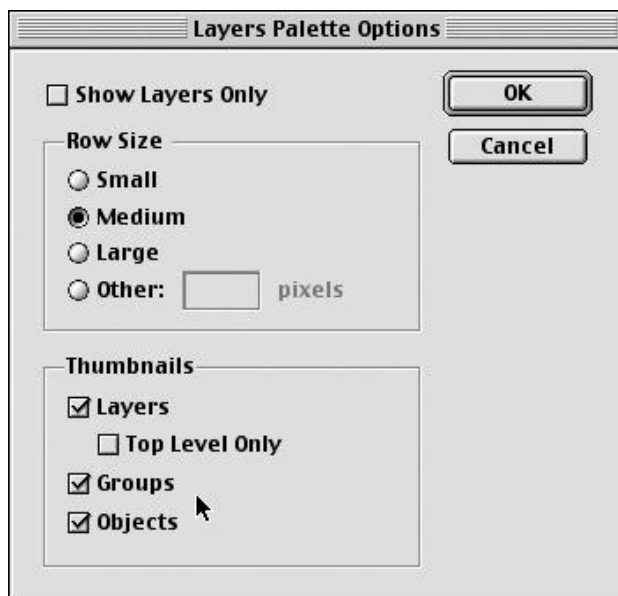 Layers Palette Options
Show Layers Only
OK
Cancel
Row Size
Small
Medium
Large
Other: pixels
Thumbnails
Layers
Top Level Only
Groups
Objects